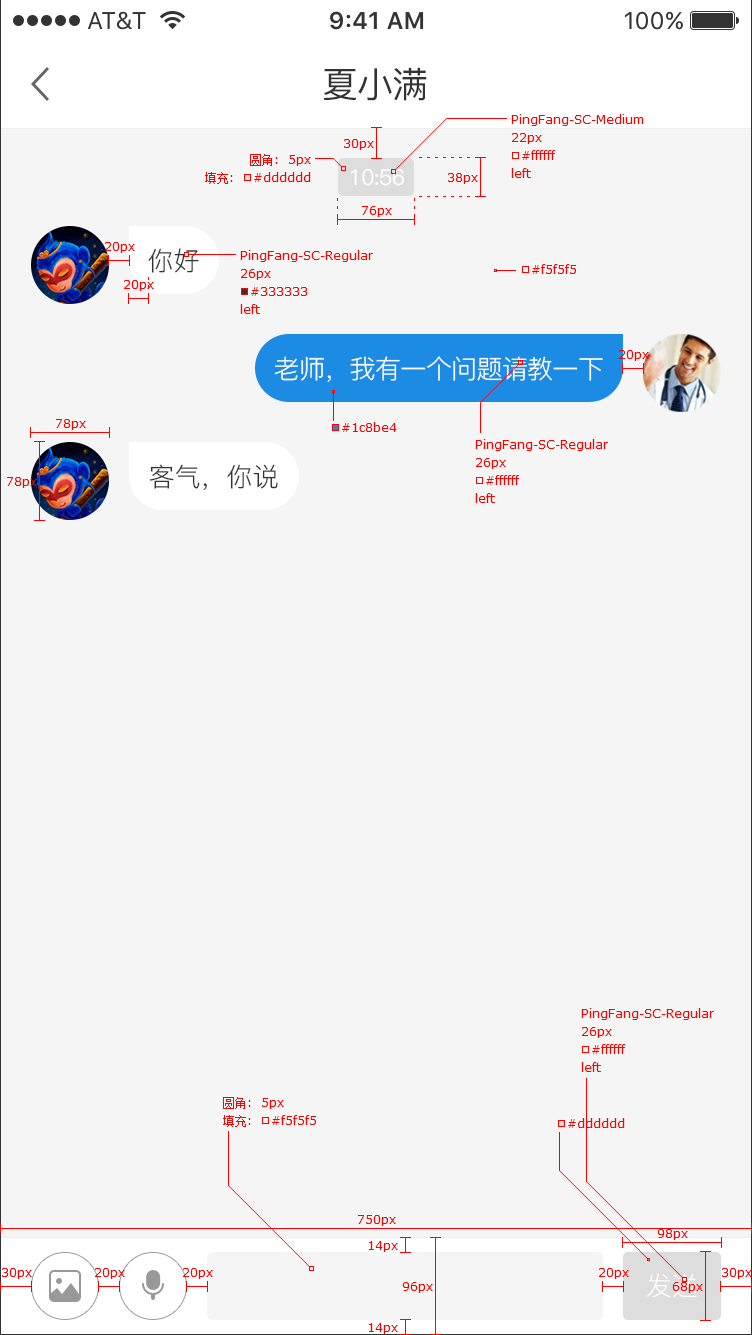 AT&T 9:41 AM 100%
夏小满
PingFang-SC-Medium
22px
#ffffff
left
30px
圆角：5px
填充：#dddddd
10:56
38px
76px
20px
你好
20px
PingFang-SC-Regular
26px
#333333
left
#f5f5f5
老师，我有一个问题请教一下
20px
#1c8be4
PingFang-SC-Regular
26px
#ffffff
left
78px
78px
客气，你说
PingFang-SC-Regular
26px
#ffffff
left
圆角：5px
填充：#f5f5f5
#dddddd
750px
98px
14px
30px
20px
20px
96px
20px
发送
68px
30px
14px